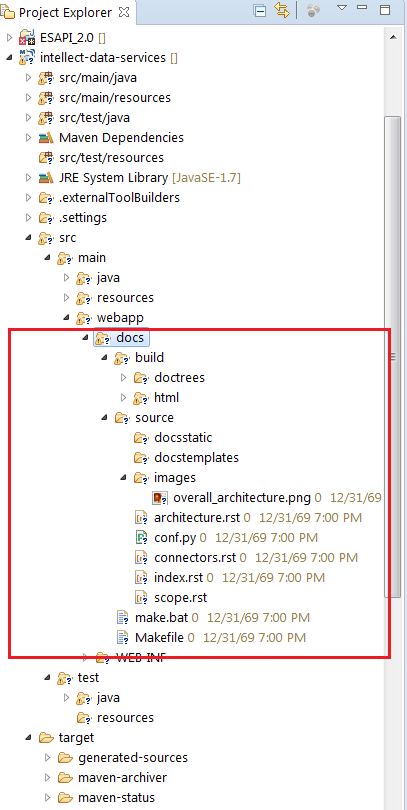 Project Explorer
ESAPI_2.0 []
intellect-data-services []
src/main/java
src/main/resources
src/test/java
Maven Dependencies
src/test/resources
JRE System Library [JavaSE-1.7]
.externalToolBuilders
.settings
src
main
java
resources
webapp
docs
build
doctrees
html
source
docsstatic
docstemplates
images
overall_architecture.png 0 12/31/69
architecture.rst 0 12/31/69 7:00 PM
conf.py 0 12/31/69 7:00 PM
connectors.rst 0 12/31/69 7:00 PM
index.rst 0 12/31/69 7:00 PM
scope.rst
make.bat 0 12/31/69 7:00 PM
Makefile 0 12/31/69 7:00 PM
WEB-INF
test
java
resources
target
generated-sources
maven-archiver
maven-status